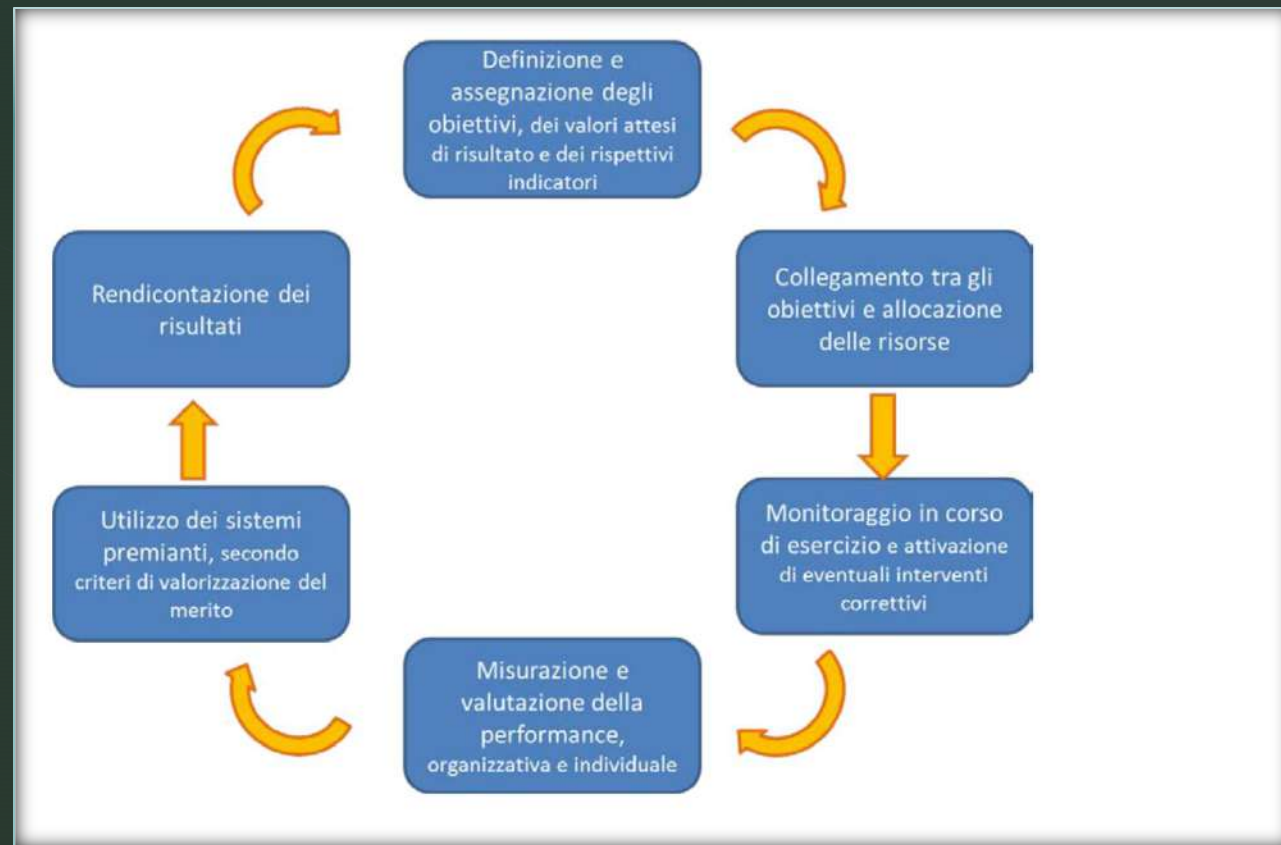 Definizione e
assegnazione degli
obiettivi, dei valori attesi
di risultato e dei rispettivi
indicatori
Collegamento tra gli
obiettivi e allocazione
delle risorse
Monitoraggio in corso
di esercizio e attivazione
di eventuali interventi
correttivi
Misurazione e
valutazione della
performance,
organizzativa e individuale
Utilizzo dei sistemi
premianti, secondo
criteri di valorizzazione del
merito
Rendicontazione dei
risultati